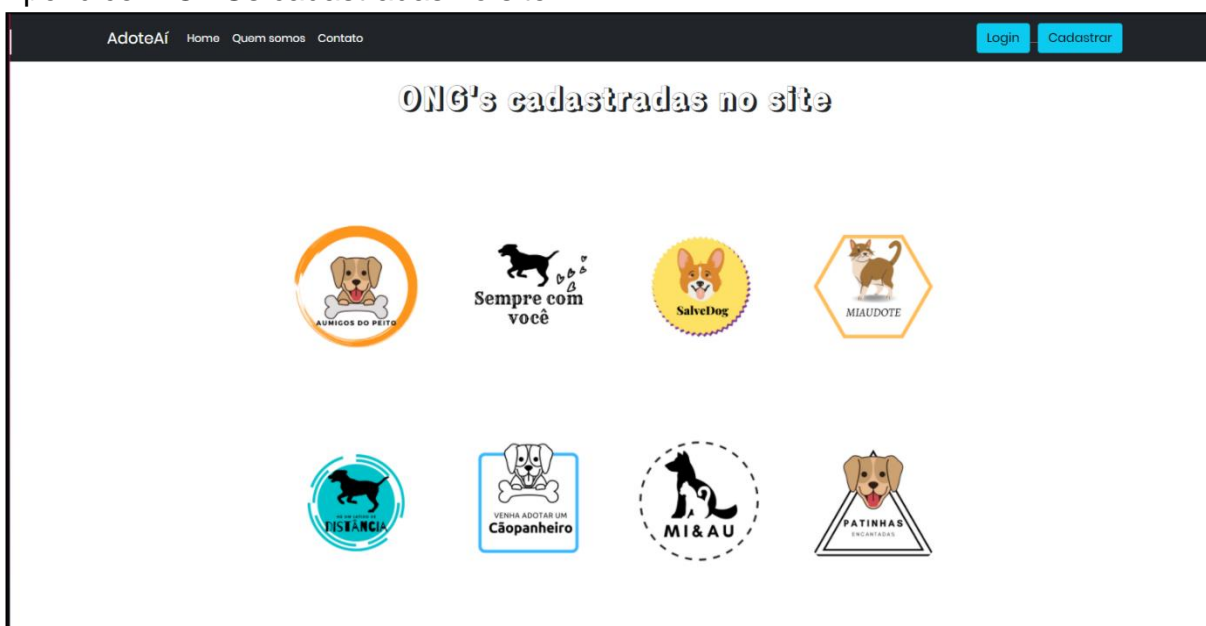 AdoteAí Home Quem somos Contato Login Cadastrar
ONG's cadastradas no site
AUMIGOS DO PEITO
Sempre com
você
SalveDog
MIAUDOTE
DISTÂNCIA
VENHA ADOTAR UM
Cãopanheiro
MI&AU
PATINHAS
ENCANTADAS